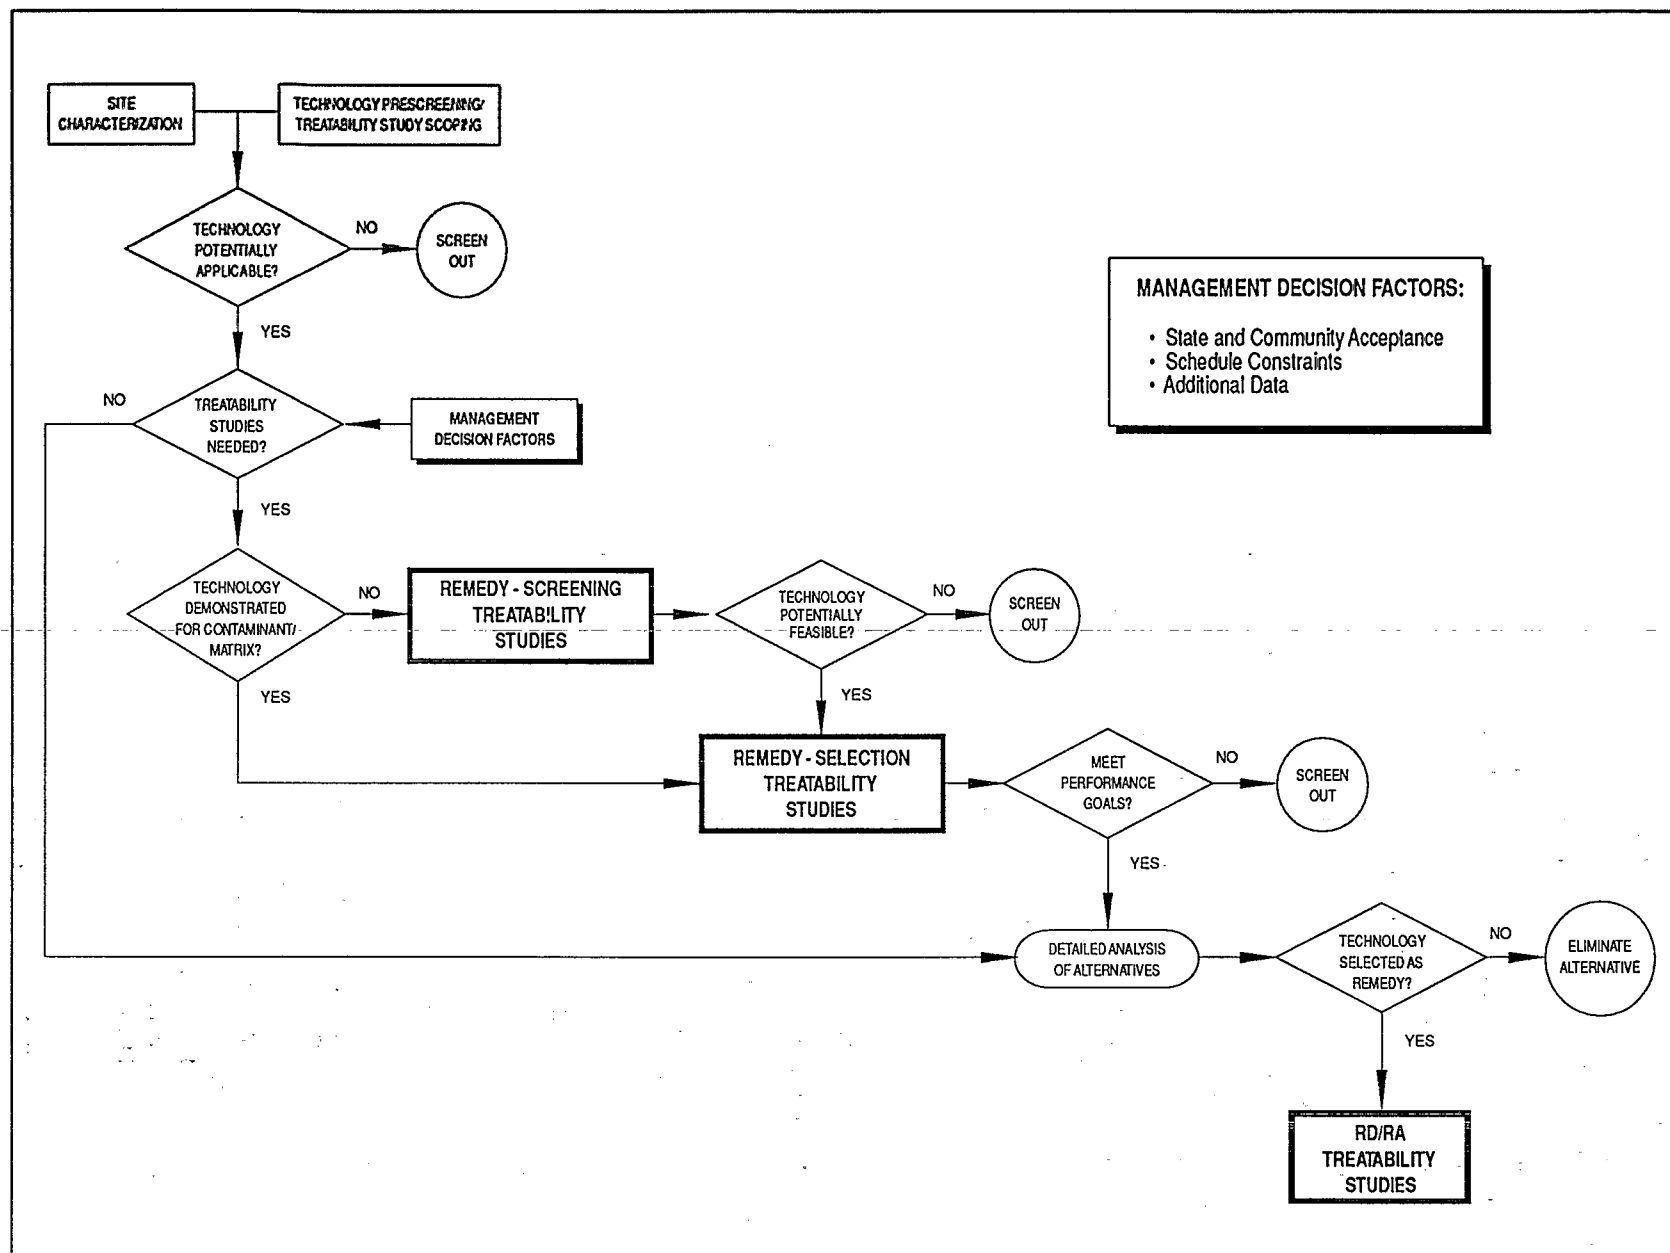 SITE
CHARACTERIZATION
TECHNOLOGY PRESCREENING/
TREATABILITY STUDY SCOPING
TECHNOLOGY
POTENTIALLY
APPLICABLE?
NO
SCREEN
OUT
YES
MANAGEMENT DECISION FACTORS:
• State and Community Acceptance
• Schedule Constraints
• Additional Data
NO
TREATABILITY
STUDIES
NEEDED?
MANAGEMENT
DECISION FACTORS
YES
TECHNOLOGY
DEMONSTRATED
FOR CONTAMINANT/
MATRIX?
NO
REMEDY - SCREENING
TREATABILITY
STUDIES
TECHNOLOGY
POTENTIALLY
FEASIBLE?
NO
SCREEN
OUT
YES
YES
REMEDY - SELECTION
TREATABILITY
STUDIES
MEET
PERFORMANCE
GOALS?
NO
SCREEN
OUT
YES
DETAILED ANALYSIS
OF ALTERNATIVES
TECHNOLOGY
SELECTED AS
REMEDY?
NO
ELIMINATE
ALTERNATIVE
YES
RD/RA
TREATABILITY
STUDIES